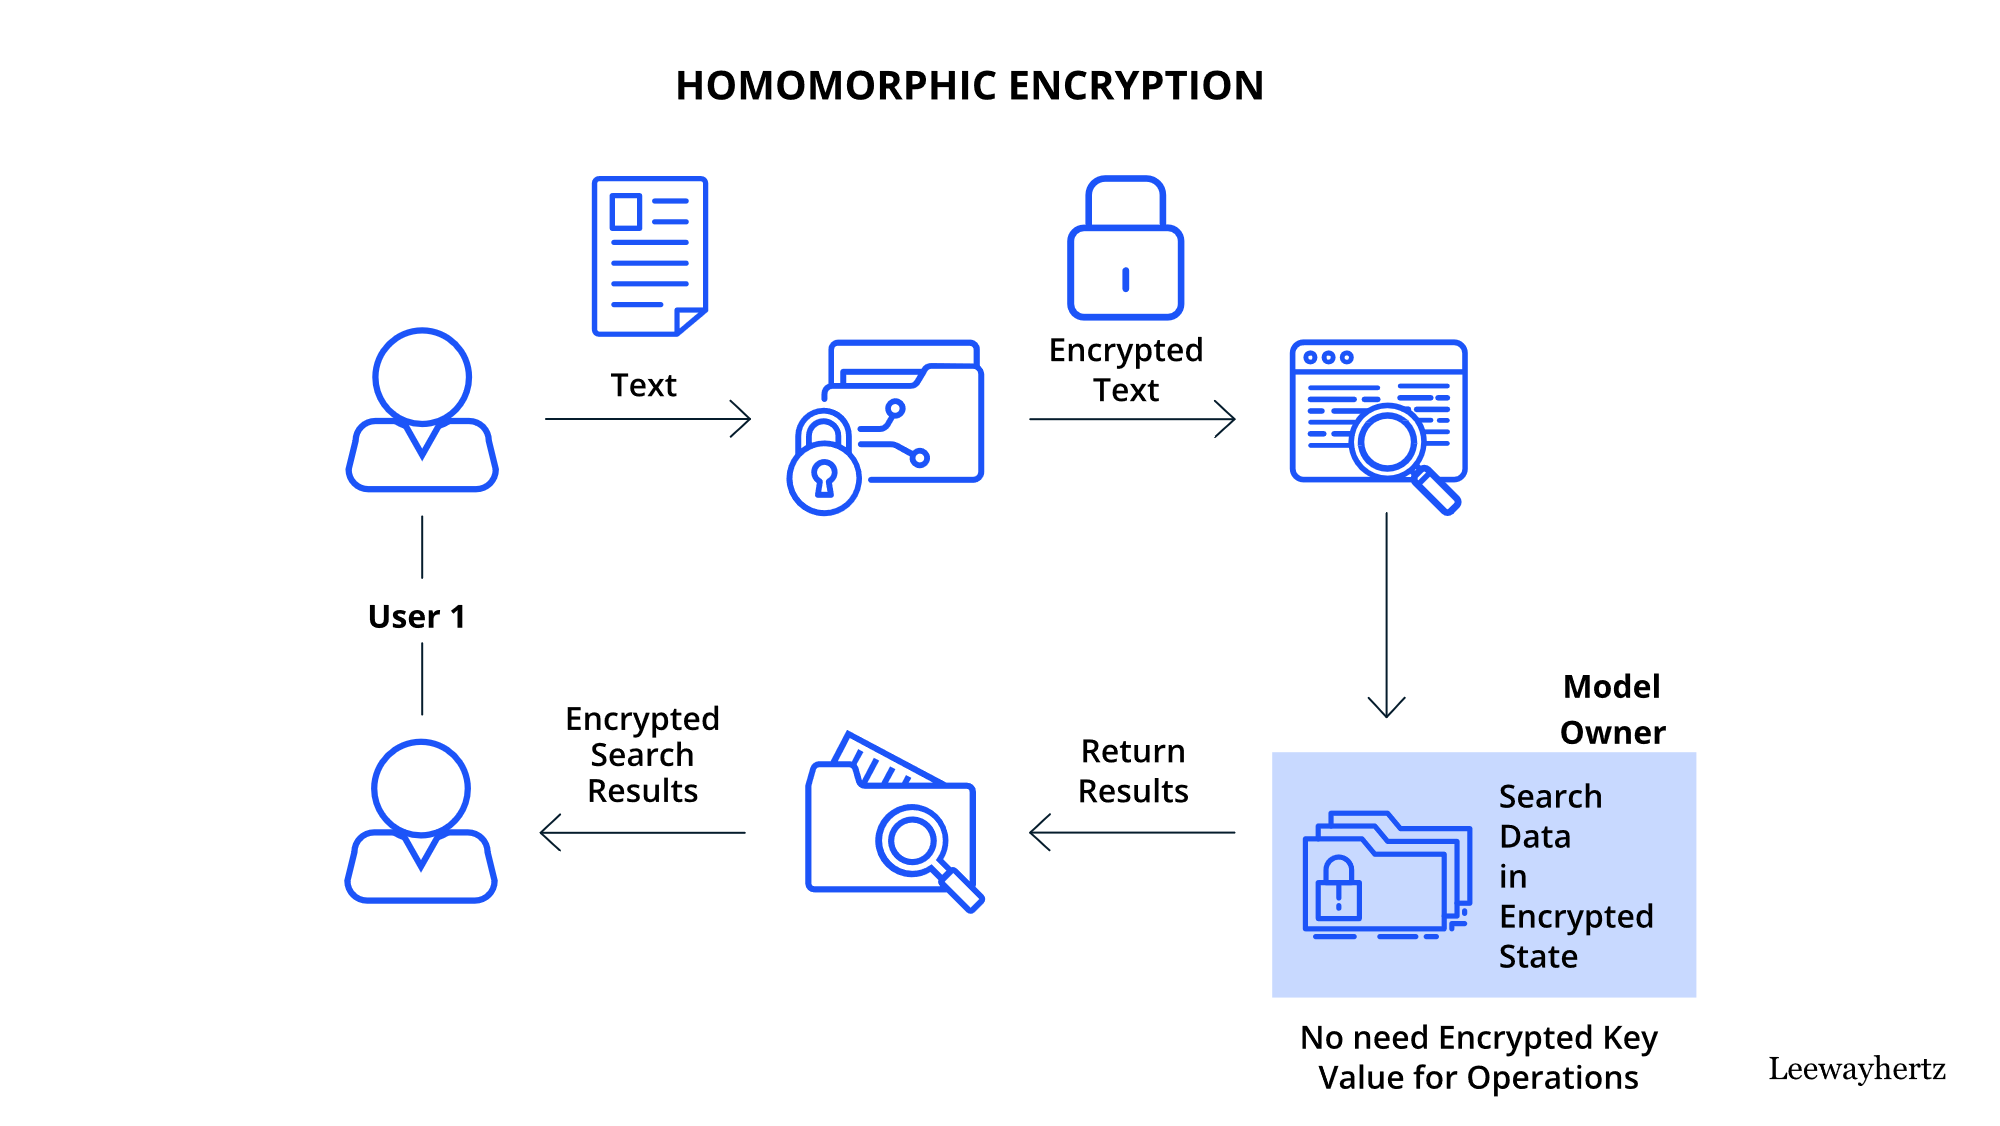 HOMOMORPHIC ENCRYPTION
Text
Encrypted
Text
User 1
Encrypted
Search
Results
Return
Results
Model
Owner
Search
Data
in
Encrypted
State
No need Encrypted Key
Value for Operations
Leewayhertz